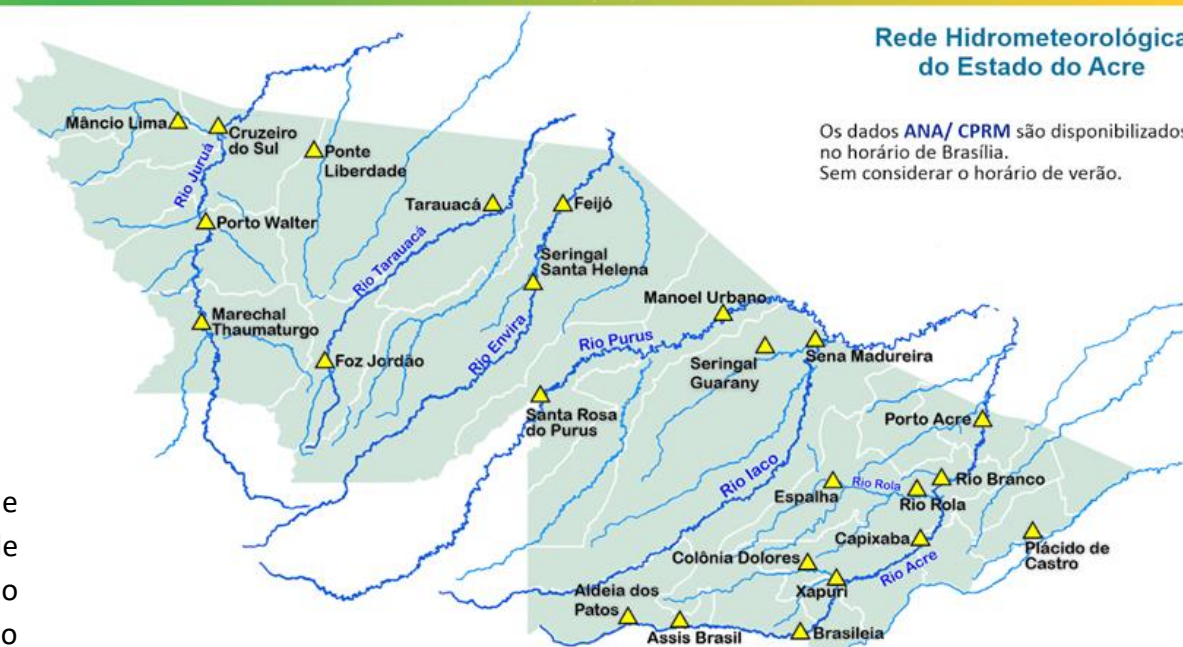 Rede Hidrometeorológica
do Estado do Acre
Os dados ANA/ CPRM são disponibilizados
no horário de Brasília.
Sem considerar o horário de verão.
Mâncio Lima
Cruzeiro
do Sul
Ponte
Liberdade
Rio Juruá
Porto Walter
Tarauacá
Feijó
Rio Tarauacá
Seringal
Santa Helena
Marechal
Thaumaturgo
Foz Jordão
Rio Envira
Manoel Urbano
Rio Purus
Seringal
Guarany
Sena Madureira
Santa Rosa
do Purus
Porto Acre
Rio Iaco
Espalha
Rio Rola
Rio Rola
Rio Branco
Capixaba
Plácido de
Castro
Colônia Dolores
Rio Acre
Xapuri
Aldeia dos
Patos
Assis Brasil
Brasileia
e
le
o
o